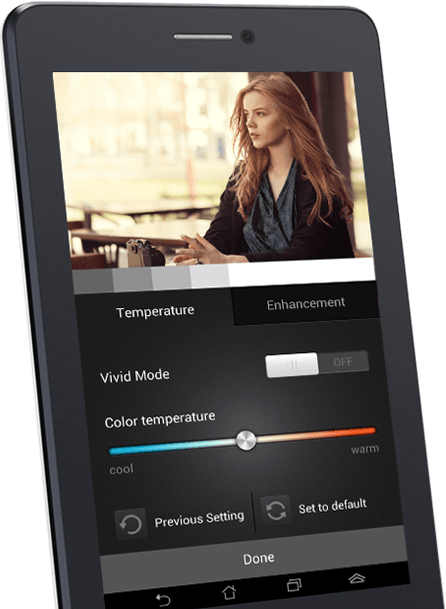 Temperature
Enhancement
Vivid Mode
OFF
Color temperature
cool
warm
Previous Setting
Set to default
Done